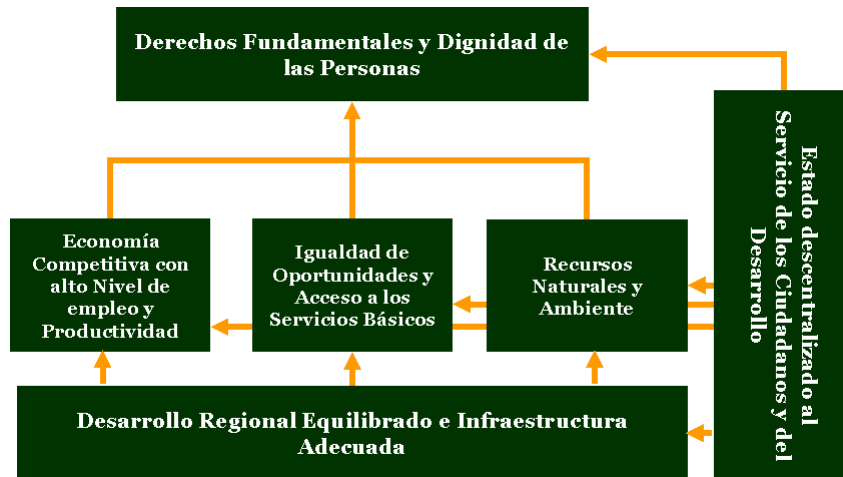 Derechos Fundamentales y Dignidad de
las Personas
Economía
Competitiva con
alto Nivel de
empleo y
Productividad
Igualdad de
Oportunidades y
Acceso a los
Servicios Básicos
Recursos
Naturales y
Ambiente
Estado descentralizado al
Servicio de los Ciudadanos y del
Desarrollo
Desarrollo Regional Equilibrado e Infraestructura
Adecuada